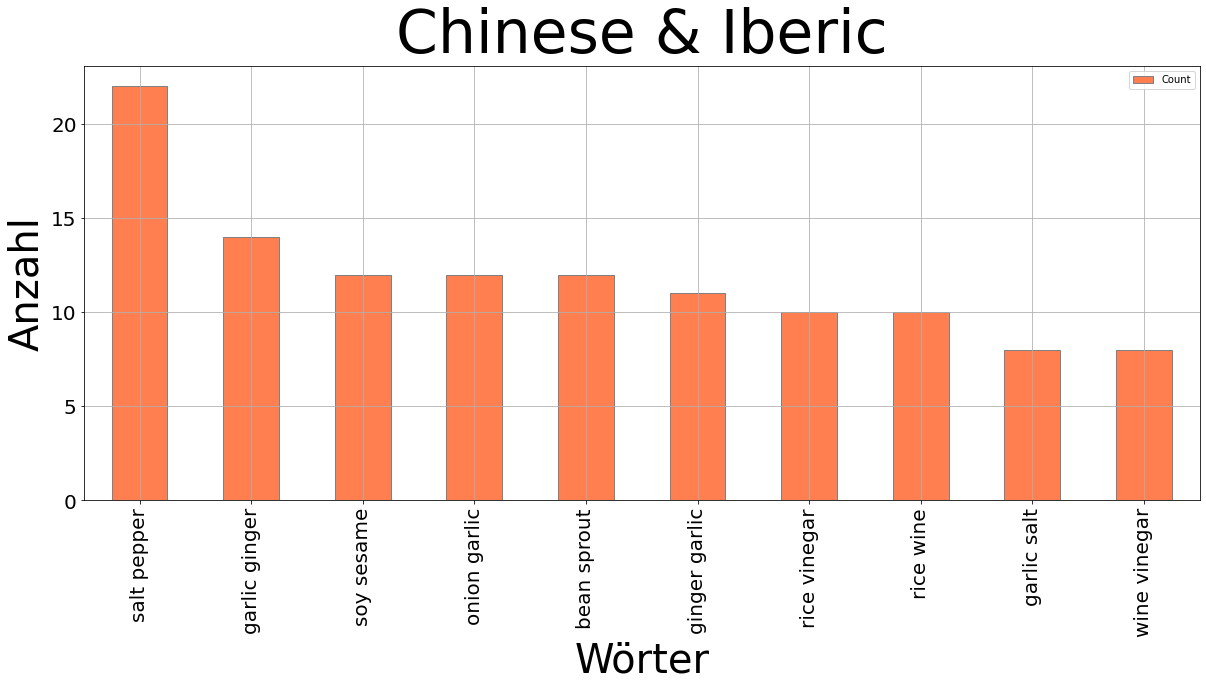 Chinese & Iberic
Count
Anzahl
20
15
10
5
0
salt pepper
garlic ginger
soy sesame
onion garlic
bean sprout
ginger garlic
rice vinegar
rice wine
garlic salt
wine vinegar
Wörter